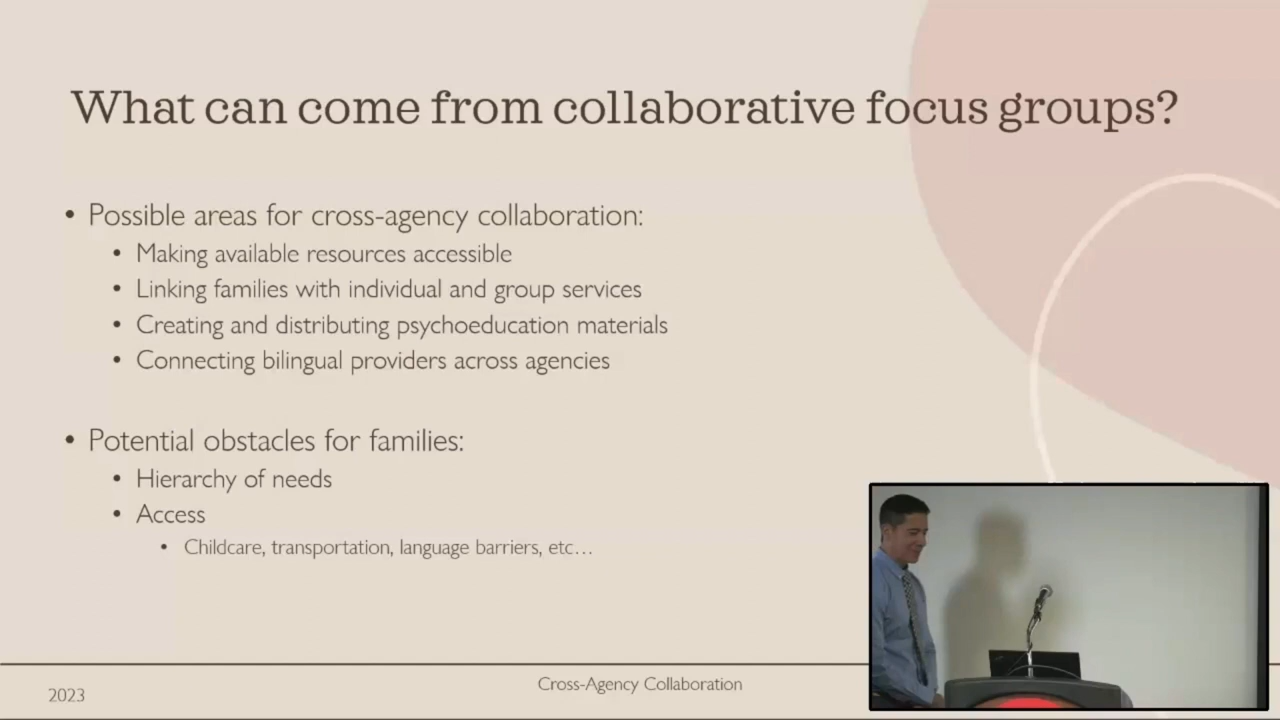 What can come from collaborative focus groups?
• Possible areas for cross-agency collaboration:
• Making available resources accessible
• Linking families with individual and group services
• Creating and distributing psychoeducation materials
• Connecting bilingual providers across agencies
• Potential obstacles for families:
• Hierarchy of needs
• Access
• Childcare, transportation, language barriers, etc…
2023
Cross-Agency Collaboration